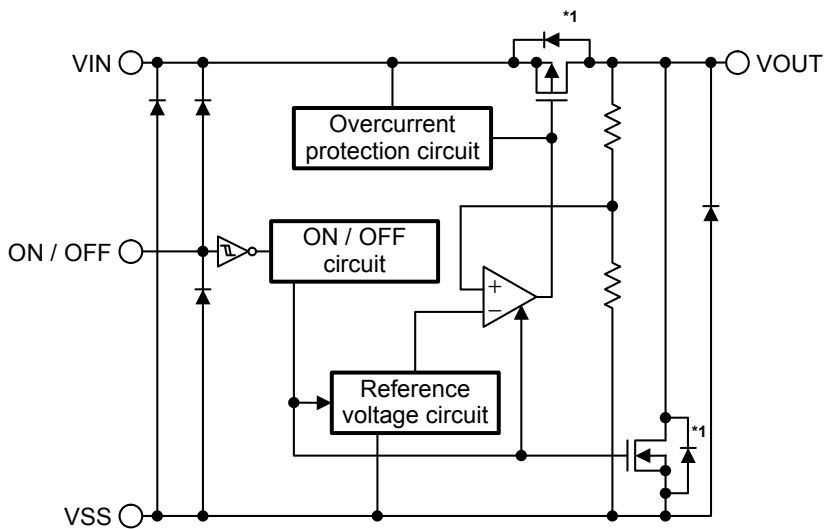 *1
VIN
VOUT
Overcurrent
protection circuit
ON / OFF
ON / OFF
circuit
+
−
Reference
voltage circuit
*1
VSS